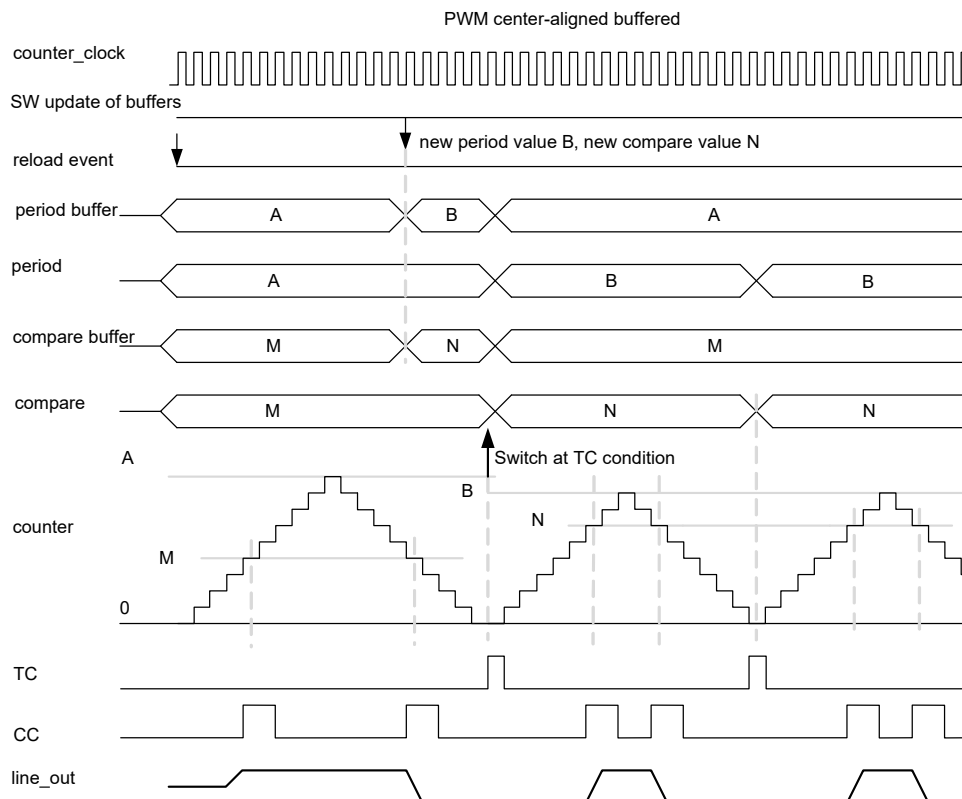 PWM center-aligned buffered
counter_clock
SW update of buffers
new period value B, new compare value N
reload event
period buffer
A
B
A
period
A
B
B
compare buffer
M
N
M
compare
M
N
N
A
Switch at TC condition
B
counter
N
M
0
TC
CC
line_out